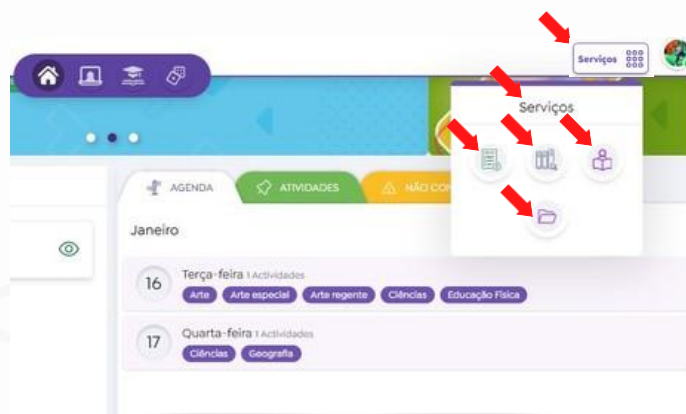 Serviços
Serviços
AGENDA
ATIVIDADES
NÃO CON
Janeiro
16
Terça-feira 1 Actividades
Arte
Arte especial
Arte regente
Ciências
Educação Física
17
Quarta-feira 1 Actividades
Ciências
Geografia